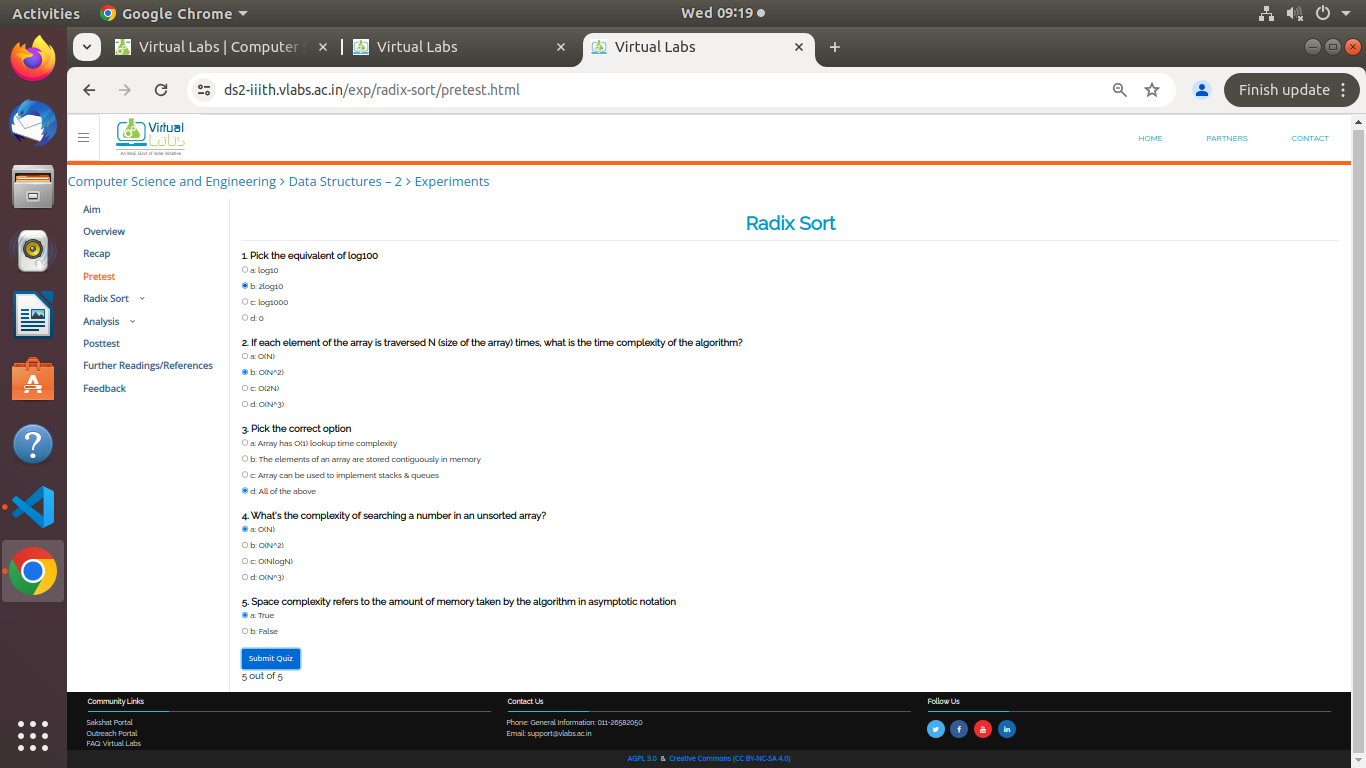 Activities
Google Chrome
Wed 09:19
Virtual Labs | Computer
Virtual Labs
Virtual Labs
Finish update
ds2-iiith.vlabs.ac.in/exp/radix-sort/pretest.html
Virtual
Labs
An MoE Govt of India Initiative
HOME
PARTNERS
CONTACT
Computer Science and Engineering > Data Structures – 2 > Experiments
Aim
Overview
Recap
Pretest
Radix Sort
Analysis
Posttest
Further Readings/References
Feedback
Radix Sort
1. Pick the equivalent of log100
a: log10
b: 2log10
c: log1000
d: 0
2. If each element of the array is traversed N (size of the array) times, what is the time complexity of the algorithm?
a: O(N)
b: O(N^2)
c: O(2N)
d: O(N^3)
3. Pick the correct option
a: Array has O(1) lookup time complexity
b: The elements of an array are stored contiguously in memory
c: Array can be used to implement stacks & queues
d: All of the above
4. What's the complexity of searching a number in an unsorted array?
a: O(N)
b: O(N^2)
c: O(NlogN)
d: O(N^3)
5. Space complexity refers to the amount of memory taken by the algorithm in asymptotic notation
a: True
b: False
Submit Quiz
5 out of 5
Community Links
Sakshat Portal
Outreach Portal
FAQ: Virtual Labs
Contact Us
Phone: General Information: 011-26582050
Email: support@vlabs.ac.in
Follow Us
AGPL 3.0 & Creative Commons (CC BY-NC-SA 4.0)